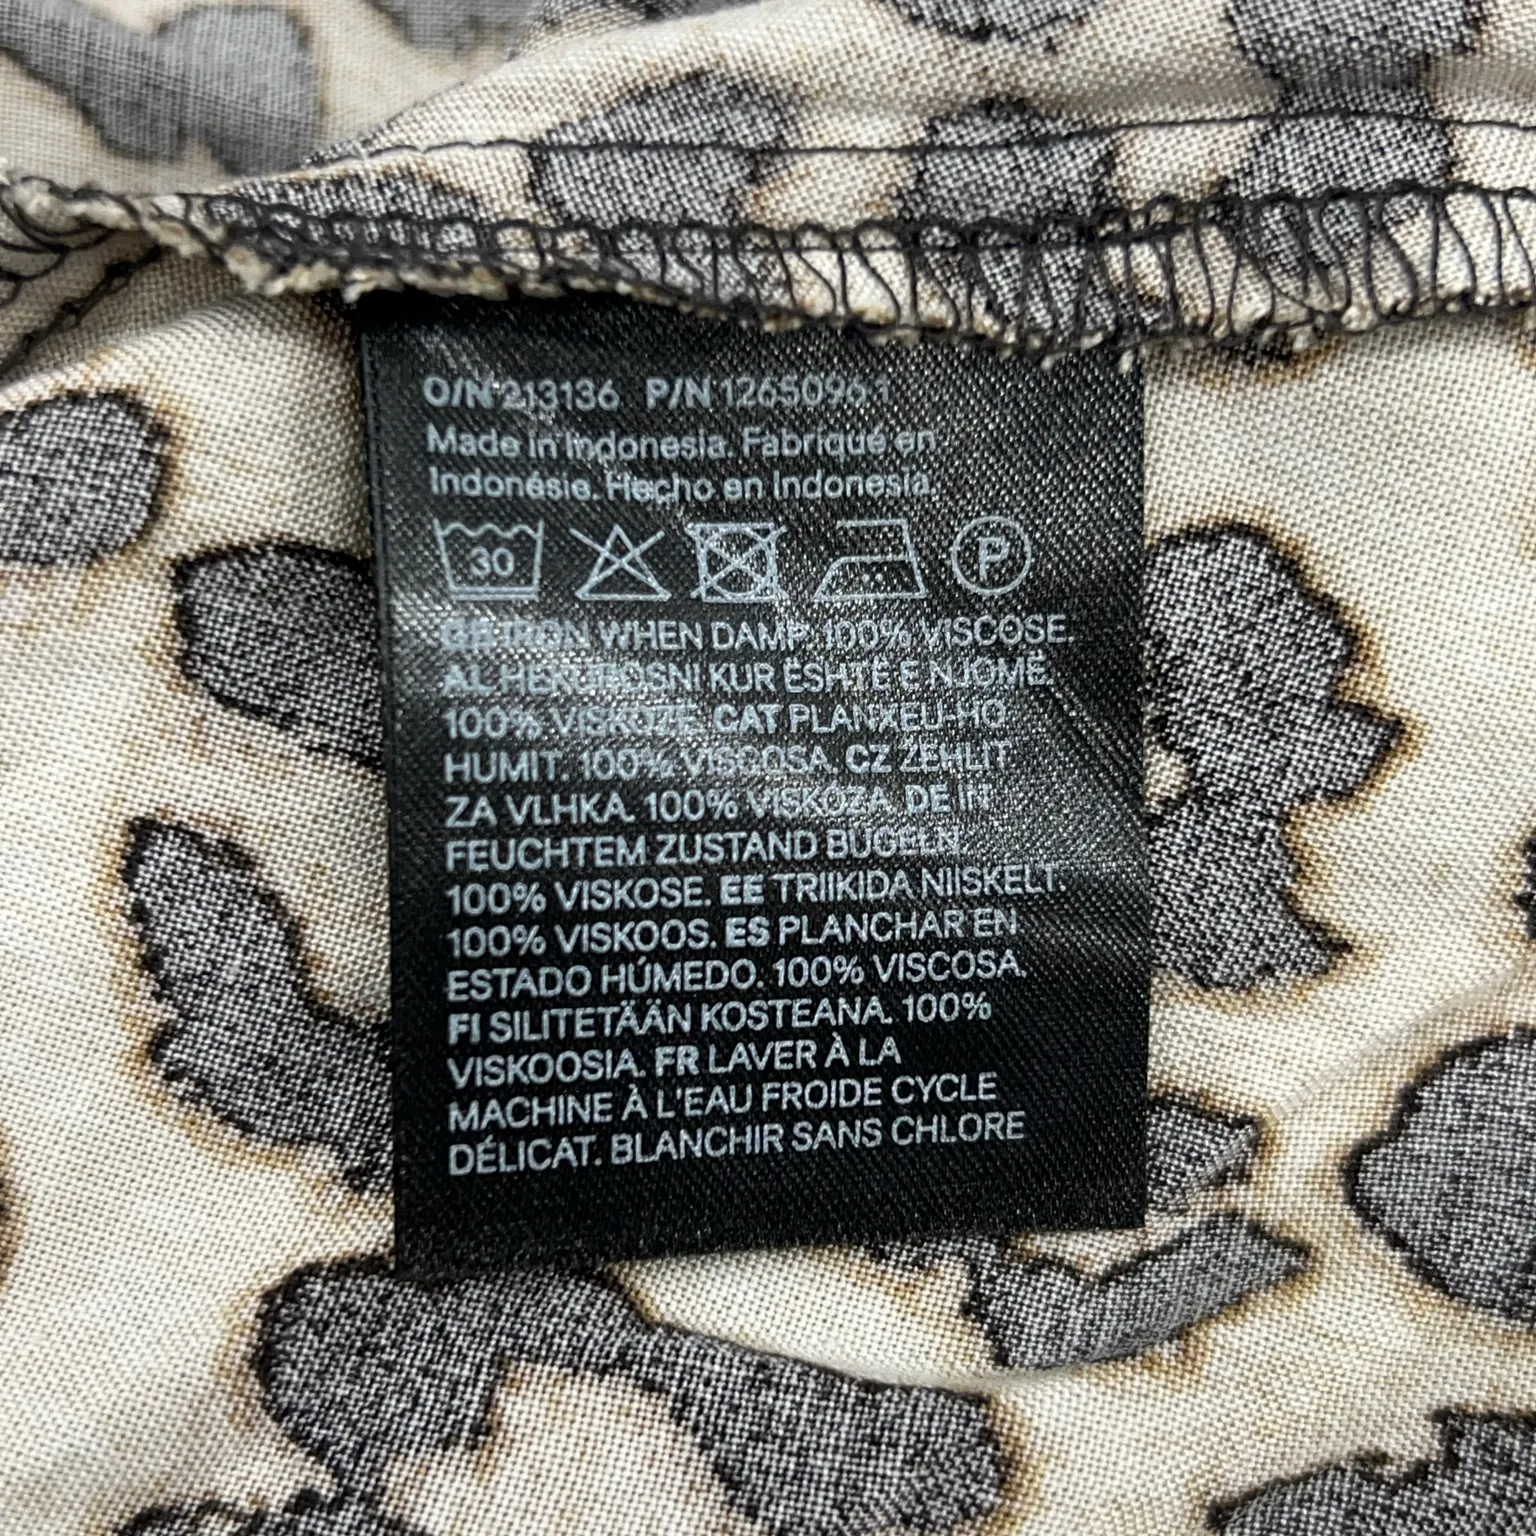 O/N 213136 P/N 1265096.1
Made in Indonesia. Fabriqué en
Indonésie. Hecho en Indonesia.
30 P
GB IRON WHEN DAMP. 100% VISCOSE.
AL HEKUROSNI KUR ËSHTË E NJOMË.
100% VISKOZË. CAT PLANXEU-HO
HUMIT. 100% VISCOSA. CZ ŽEHLIT
ZA VLHKA. 100% VISKÓZA. DE IN
FEUCHTEM ZUSTAND BÜGELN.
100% VISKOSE. EE TRIIKIDA NIISKELT.
100% VISKOOS. ES PLANCHAR EN
ESTADO HÚMEDO. 100% VISCOSA.
FI SILITETÄÄN KOSTEANA. 100%
VISKOOSIA. FR LAVER À LA
MACHINE À L'EAU FROIDE CYCLE
DÉLICAT. BLANCHIR SANS CHLORE